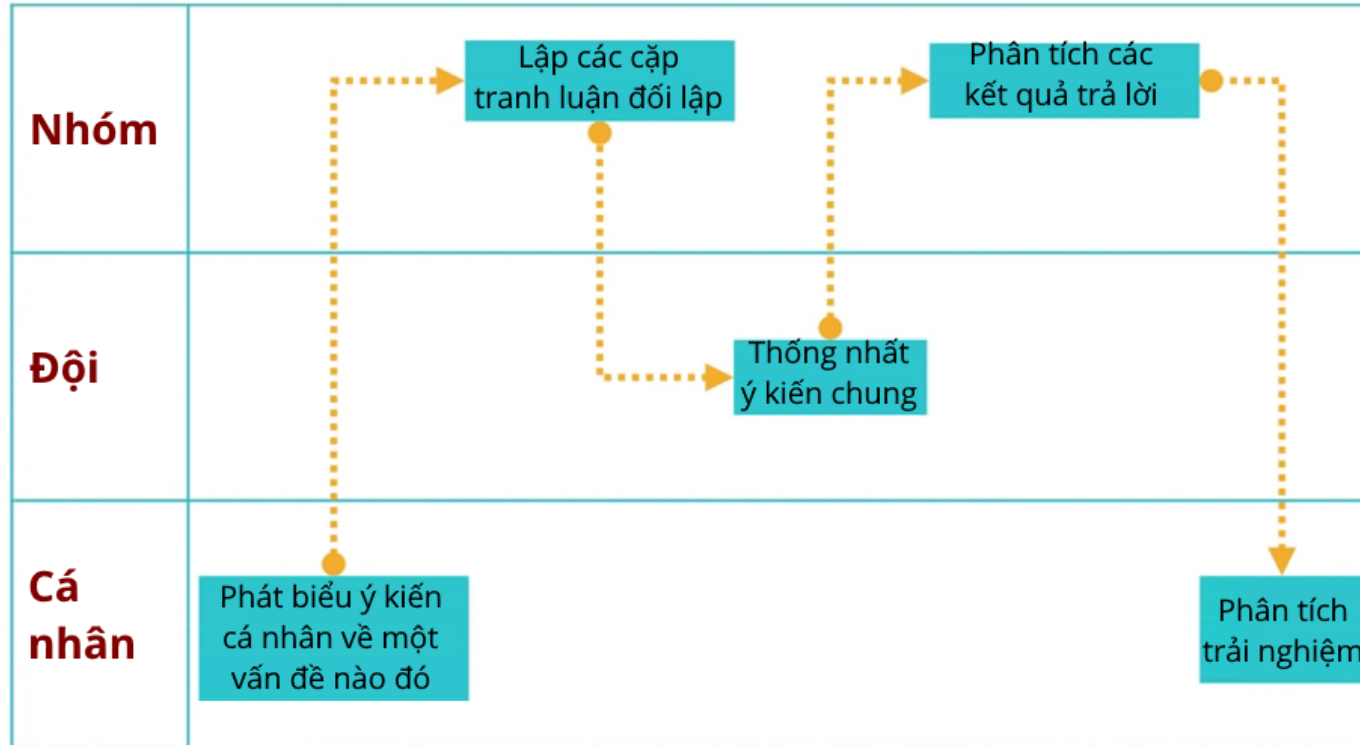 Nhóm
Lập các cặp
tranh luận đối lập
Phân tích các
kết quả trả lời
Đội
Thống nhất
ý kiến chung
Cá
nhân
Phát biểu ý kiến
cá nhân về một
vấn đề nào đó
Phân tích
trải nghiệm